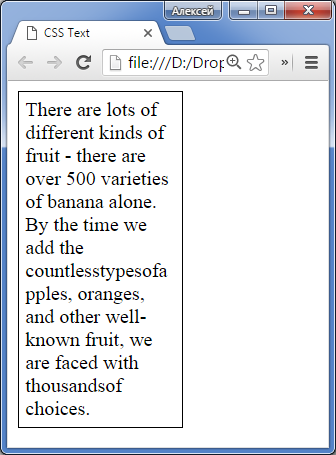 Алексей
CSS Text
file:///D:/Drop
There are lots of
different kinds of
fruit - there are
over 500 varieties
of banana alone.
By the time we
add the
countlesstypesofa
pples, oranges,
and other well-
known fruit, we
are faced with
thousandsof
choices.